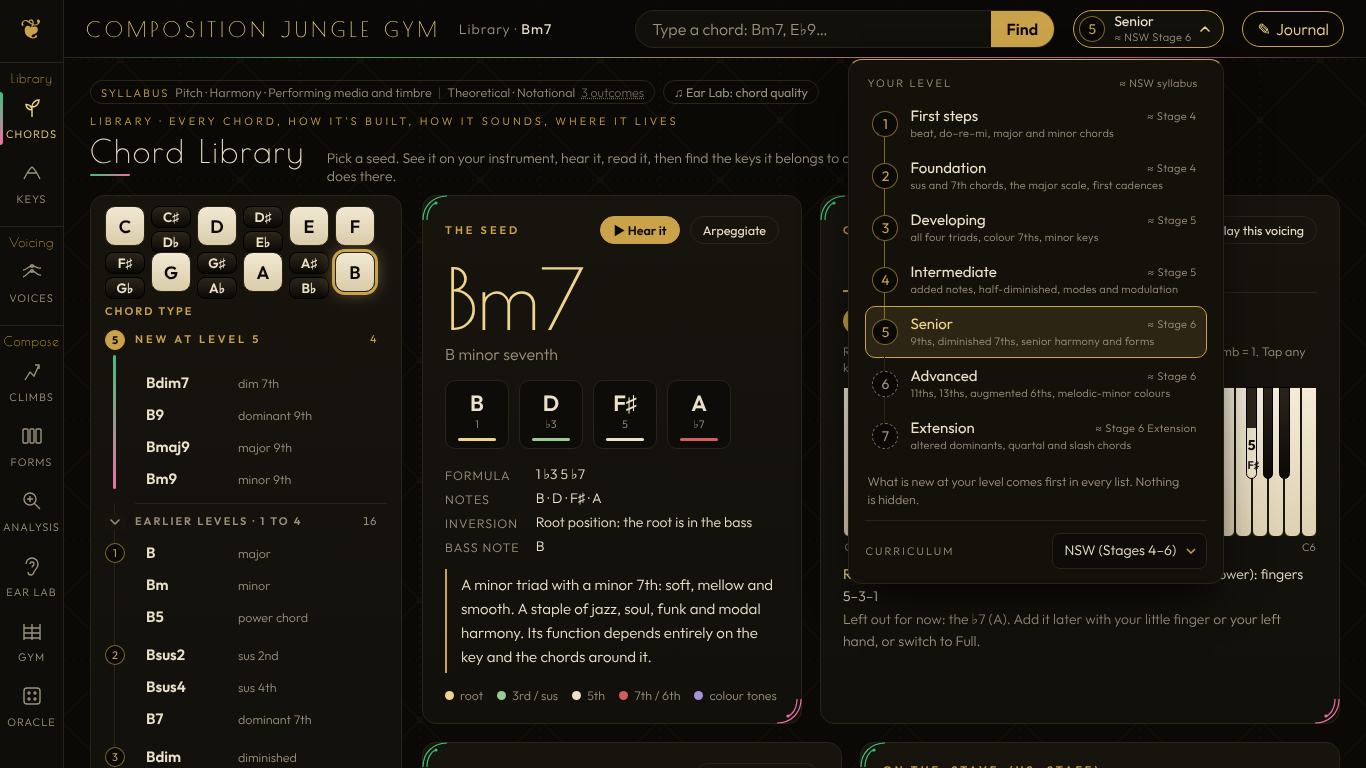 COMPOSITION JUNGLE GYM
Library · Bm7
Type a chord: Bm7, E♭9...
Find
5
Senior
≈ NSW Stage 6
✎ Journal
Library
CHORDS
KEYS
Voicing
VOICES
Compose
CLIMBS
FORMS
ANALYSIS
EAR LAB
GYM
ORACLE
SYLLABUS Pitch · Harmony · Performing media and timbre | Theoretical · Notational 3 outcomes
♫ Ear Lab: chord quality
LIBRARY · EVERY CHORD, HOW IT'S BUILT, HOW IT SOUNDS, WHERE IT LIVES
Chord Library
Pick a seed. See it on your instrument, hear it, read it, then find the keys it belongs to
does there.
C C♯ D D♯ E F
D♭ E♭
F♯ G G♯ A A♯ B
G♭ A♭ B♭
CHORD TYPE
5 NEW AT LEVEL 5 4
Bdim7 dim 7th
B9 dominant 9th
Bmaj9 major 9th
Bm9 minor 9th
EARLIER LEVELS · 1 TO 4 16
1 B major
Bm minor
B5 power chord
2 Bsus2 sus 2nd
Bsus4 sus 4th
B7 dominant 7th
3 Bdim diminished
THE SEED
▶ Hear it
Arpeggiate
Bm7
B minor seventh
B D F♯ A
1 ♭3 5 ♭7
FORMULA 1 ♭3 5 ♭7
NOTES B · D · F♯ · A
INVERSION Root position: the root is in the bass
BASS NOTE B
A minor triad with a minor 7th: soft, mellow and
smooth. A staple of jazz, soul, funk and modal
harmony. Its function depends entirely on the
key and the chords around it.
root 3rd / sus 5th 7th / 6th colour tones
YOUR LEVEL ≈ NSW syllabus
1 First steps ≈ Stage 4
beat, do–re–mi, major and minor chords
2 Foundation ≈ Stage 4
sus and 7th chords, the major scale, first cadences
3 Developing ≈ Stage 5
all four triads, colour 7ths, minor keys
4 Intermediate ≈ Stage 5
added notes, half-diminished, modes and modulation
5 Senior ≈ Stage 6
9ths, diminished 7ths, senior harmony and forms
6 Advanced ≈ Stage 6
11ths, 13ths, augmented 6ths, melodic-minor colours
7 Extension ≈ Stage 6 Extension
altered dominants, quartal and slash chords
What is new at your level comes first in every list. Nothing
is hidden.
CURRICULUM NSW (Stages 4–6)
lay this voicing
mb = 1. Tap any
5
F♯
C6
ower): fingers
5–3–1
Left out for now: the ♭7 (A). Add it later with your little finger or your left
hand, or switch to Full.